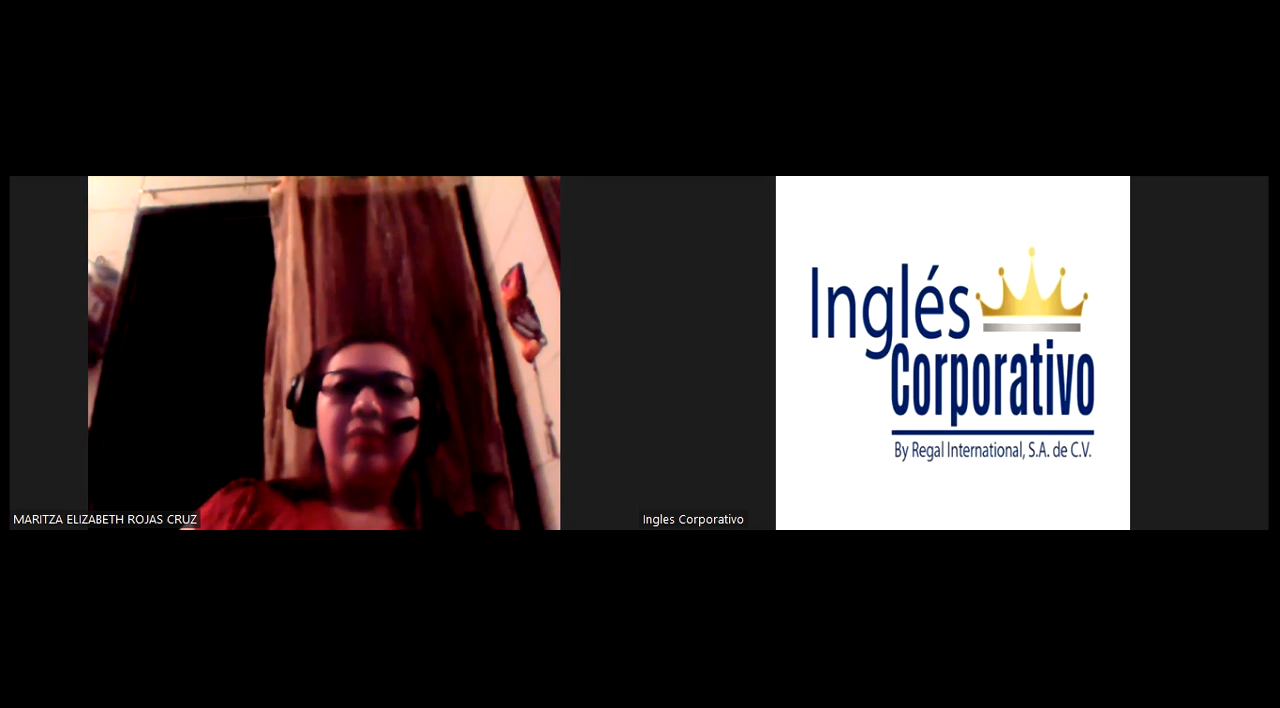 Inglés
Corporativo
By Regal International, S.A. de C.V.
MARITZA ELIZABETH ROJAS CRUZ
Ingles Corporativo